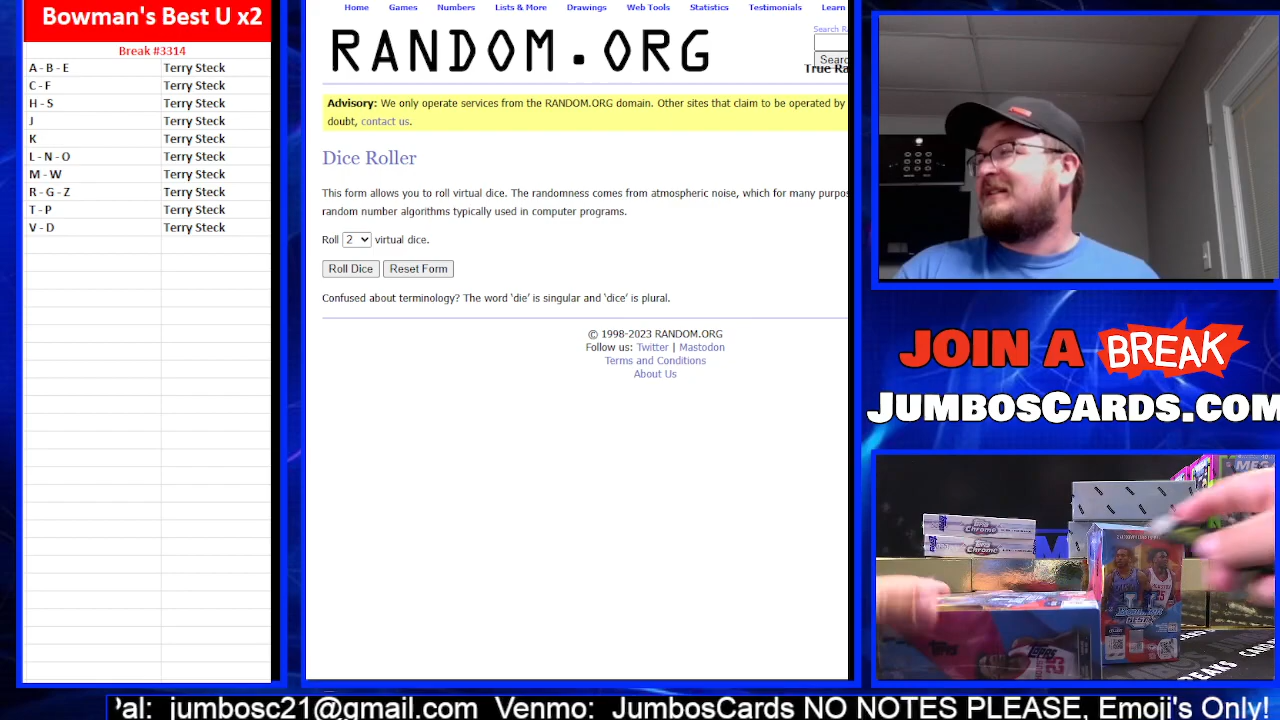 Bowman's Best U x2
Break #3314
A - B - E Terry Steck
C - F Terry Steck
H - S Terry Steck
J Terry Steck
K Terry Steck
L - N - O Terry Steck
M - W Terry Steck
R - G - Z Terry Steck
T - P Terry Steck
V - D Terry Steck
Home Games Numbers Lists & More Drawings Web Tools Statistics Testimonials Learn
RANDOM.ORG
Search R
Searc
True Ra
Advisory: We only operate services from the RANDOM.ORG domain. Other sites that claim to be operated by
doubt, contact us.
Dice Roller
This form allows you to roll virtual dice. The randomness comes from atmospheric noise, which for many purpos
random number algorithms typically used in computer programs.
Roll 2 virtual dice.
Roll Dice Reset Form
Confused about terminology? The word ‘die’ is singular and ‘dice’ is plural.
© 1998-2023 RANDOM.ORG
Follow us: Twitter | Mastodon
Terms and Conditions
About Us
JOIN A BREAK
JUMBOSCARDS.COM
Chrome
Chrome
'al: jumbosc21@gmail.com Venmo: JumbosCards NO NOTES PLEASE, Emoji's Only!